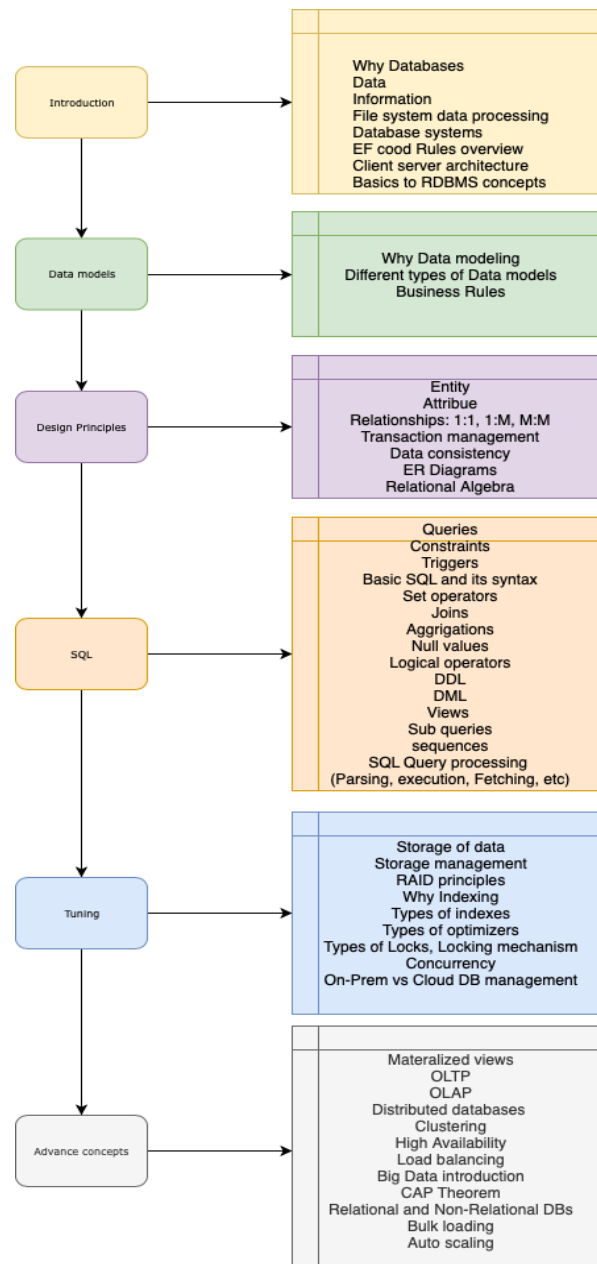 Introduction
Why Databases
Data
Information
File system data processing
Database systems
EF cood Rules overview
Client server architecture
Basics to RDBMS concepts
Data models
Why Data modeling
Different types of Data models
Business Rules
Design Principles
Entity
Attribue
Relationships: 1:1, 1:M, M:M
Transaction management
Data consistency
ER Diagrams
Relational Algebra
SQL
Queries
Constraints
Triggers
Basic SQL and its syntax
Set operators
Joins
Aggrigations
Null values
Logical operators
DDL
DML
Views
Sub queries
sequences
SQL Query processing
(Parsing, execution, Fetching, etc)
Tuning
Storage of data
Storage management
RAID principles
Why Indexing
Types of indexes
Types of optimizers
Types of Locks, Locking mechanism
Concurrency
On-Prem vs Cloud DB management
Advance concepts
Materalized views
OLTP
OLAP
Distributed databases
Clustering
High Availability
Load balancing
Big Data introduction
CAP Theorem
Relational and Non-Relational DBs
Bulk loading
Auto scaling